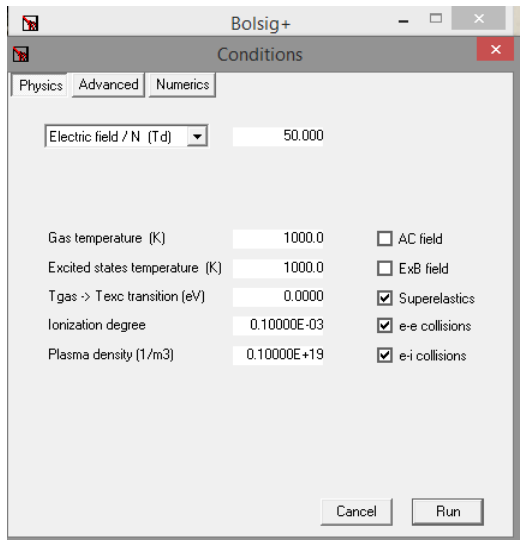 Bolsig+
Conditions
Physics Advanced Numerics
Electric field / N (Td) 50.000
Gas temperature (K) 1000.0 AC field
Excited states temperature (K) 1000.0 ExB field
Tgas -> Texc transition (eV) 0.0000 Superelastics
Ionization degree 0.10000E-03 e-e collisions
Plasma density (1/m3) 0.10000E+19 e-i collisions
Cancel Run